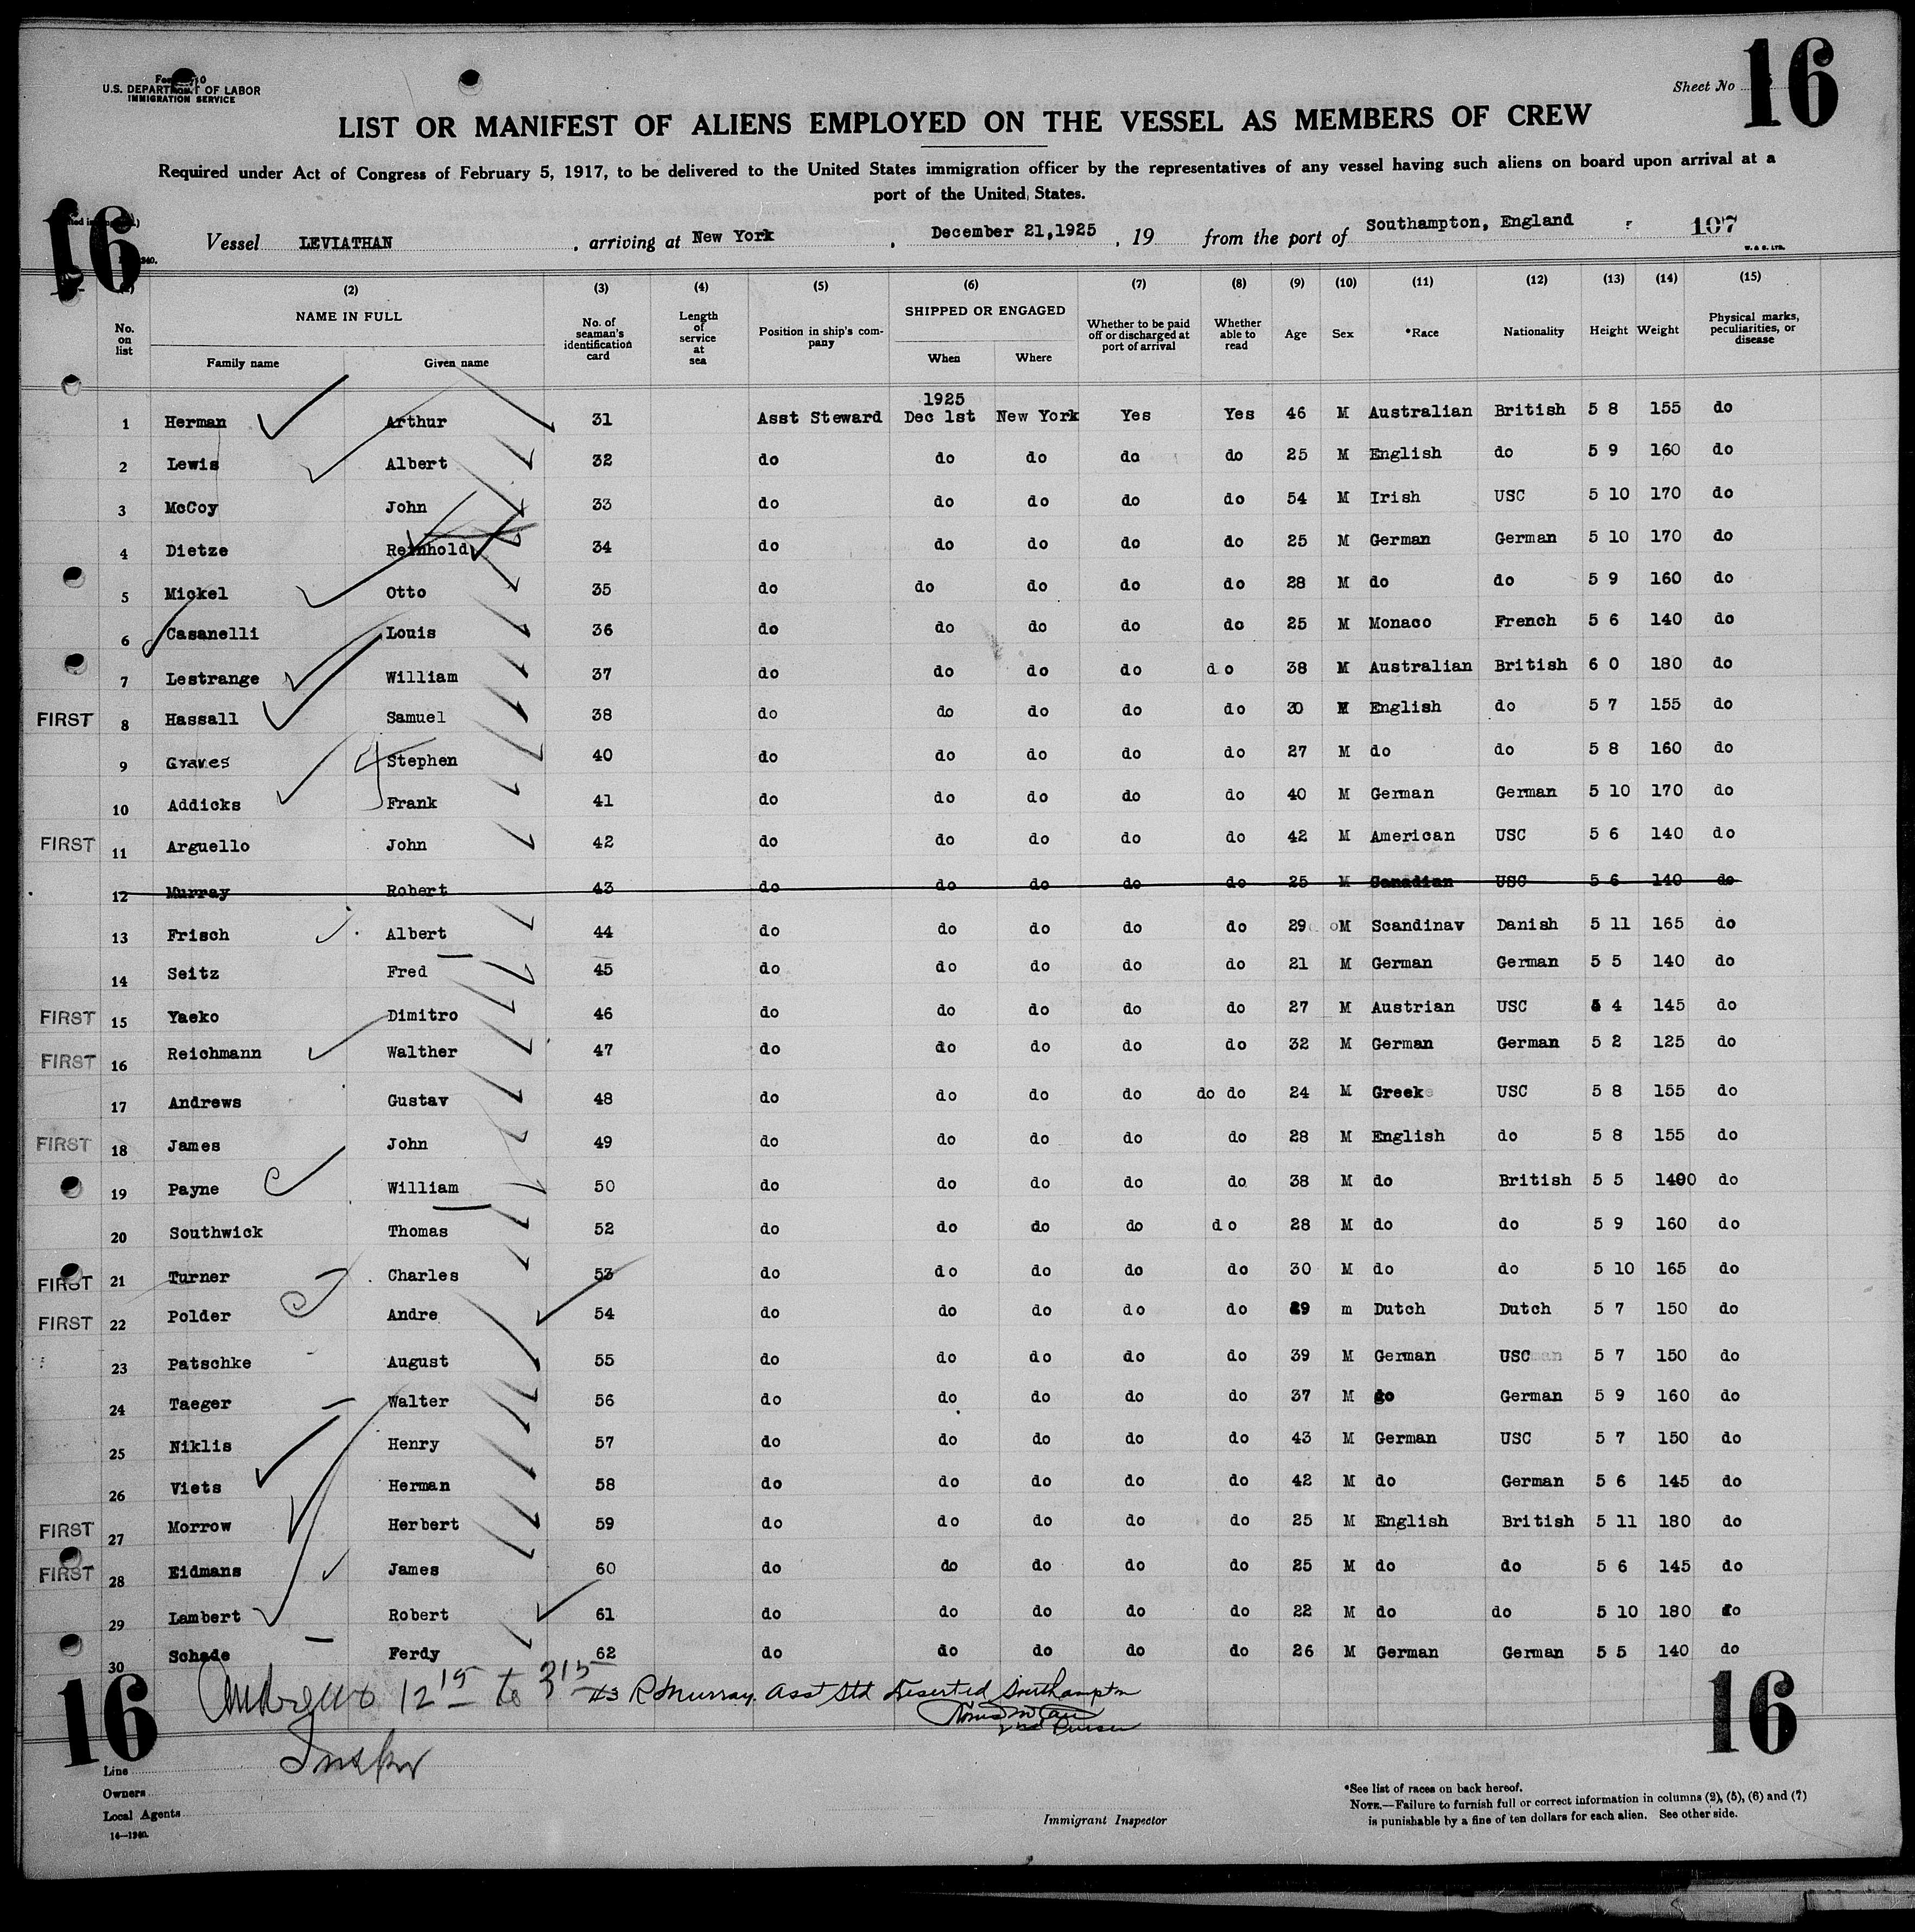 16
Sheet No
U.S. DEPARTMENT OF LABOR
IMMIGRATION SERVICE
LIST OR MANIFEST OF ALIENS EMPLOYED ON THE VESSEL AS MEMBERS OF CREW
Required under Act of Congress of February 5, 1917, to be delivered to the United States immigration officer by the representatives of any vessel having such aliens on board upon arrival at a
port of the United States.
16
Vessel LEVIATHAN, arriving at New York, December 21,1925, 19 from the port of Southampton, England 107
(2) (3) (4) (5) (6) (7) (8) (9) (10) (11) (12) (13) (14) (15)
No. on list NAME IN FULL Family name Given name No. of seaman's identification card Length of service at sea Position in ship's company SHIPPED OR ENGAGED When Where Whether to be paid off or discharged at port of arrival Whether able to read Age Sex *Race Nationality Height Weight Physical marks, peculiarities, or disease
1925
1 Herman Arthur 31 Asst Steward Dec 1st New York Yes Yes 46 M Australian British 5 8 155 do
2 Lewis Albert 32 do do do do do 25 M English do 5 9 160 do
3 McCoy John 33 do do do do do 54 M Irish USC 5 10 170 do
4 Dietze Reinhold 34 do do do do do 25 M German German 5 10 170 do
5 Mickel Otto 35 do do do do do 28 M do do 5 9 160 do
6 Casanelli Louis 36 do do do do do 25 M Monaco French 5 6 140 do
7 Lestrange William 37 do do do do do 38 M Australian British 6 0 180 do
FIRST 8 Hassall Samuel 38 do do do do do 30 M English do 5 7 155 do
9 Graves Stephen 40 do do do do do 27 M do do 5 8 160 do
10 Addicks Frank 41 do do do do do 40 M German German 5 10 170 do
FIRST 11 Arguello John 42 do do do do do 42 M American USC 5 6 140 do
12 Murray Robert 43 do do do do do 25 M Canadian USC 5 6 140 do
13 Frisch Albert 44 do do do do do 29 M Scandinav Danish 5 11 165 do
14 Seitz Fred 45 do do do do do 21 M German German 5 5 140 do
FIRST 15 Yaeko Dimitro 46 do do do do do 27 M Austrian USC 4 145 do
FIRST 16 Reichmann Walther 47 do do do do do 32 M German German 5 2 125 do
17 Andrews Gustav 48 do do do do do do 24 M Greek USC 5 8 155 do
FIRST 18 James John 49 do do do do do 28 M English do 5 8 155 do
19 Payne William 50 do do do do do 38 M do British 5 5 1400 do
20 Southwick Thomas 52 do do do do do 28 M do do 5 9 160 do
FIRST 21 Turner Charles 53 do do do do do 30 M do do 5 10 165 do
FIRST 22 Polder Andre 54 do do do do do 29 m Dutch Dutch 5 7 150 do
23 Patschke August 55 do do do do do 39 M German USC 5 7 150 do
24 Taeger Walter 56 do do do do do 37 M do German 5 9 160 do
25 Niklis Henry 57 do do do do do 43 M German USC 5 7 150 do
26 Viets Herman 58 do do do do do 42 M do German 5 6 145 do
FIRST 27 Morrow Herbert 59 do do do do do 25 M English British 5 11 180 do
FIRST 28 Eidmans James 60 do do do do do 25 M do do 5 6 145 do
29 Lambert Robert 61 do do do do do 22 M do do 5 10 180 do
30 Schade Ferdy 62 do do do do do 26 M German German 5 5 140 do
Andrews 12 15 to 3 15
43 R Murray. Asst Std Deserted Southampton
16
16
Line
Owners
Local Agents
14—1240.
Immigrant Inspector
*See list of races on back hereof.
NOTE.—Failure to furnish full or correct information in columns (2), (5), (6) and (7)
is punishable by a fine of ten dollars for each alien. See other side.